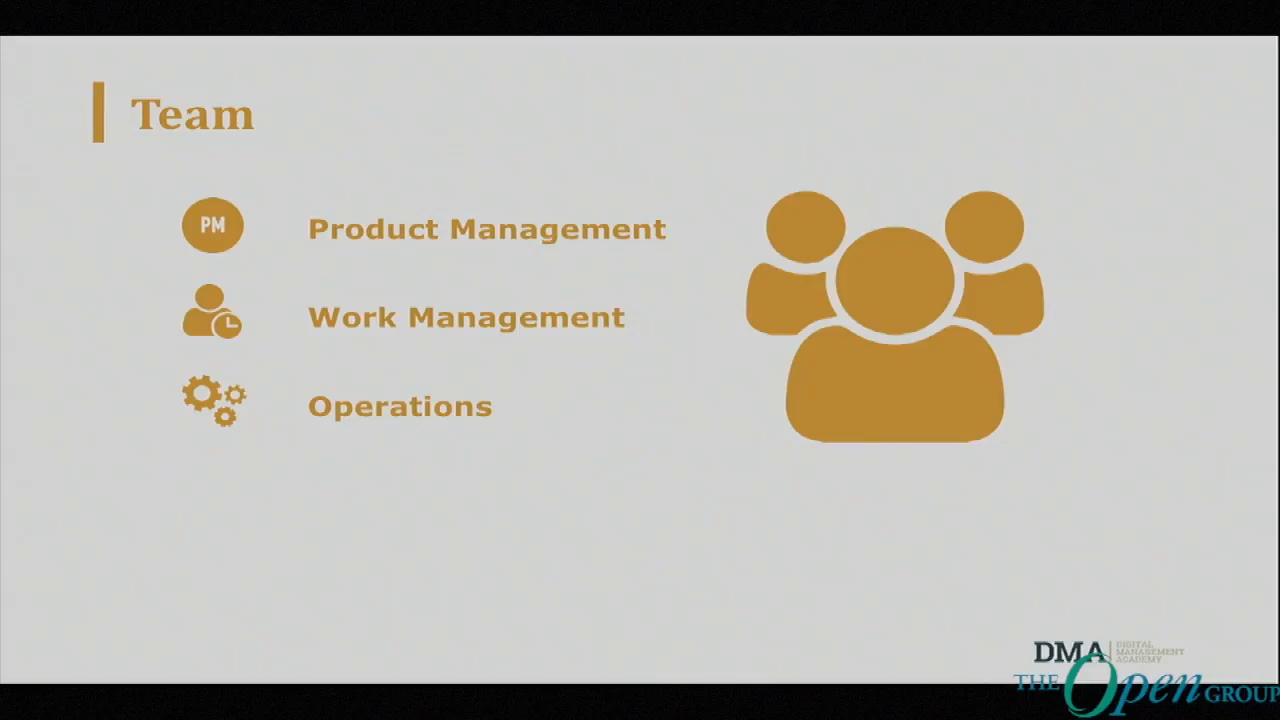 Team
PM
Product Management
Work Management
Operations
DMA
DIGITAL
MANAGEMENT
ACADEMY
THE Open GROUP